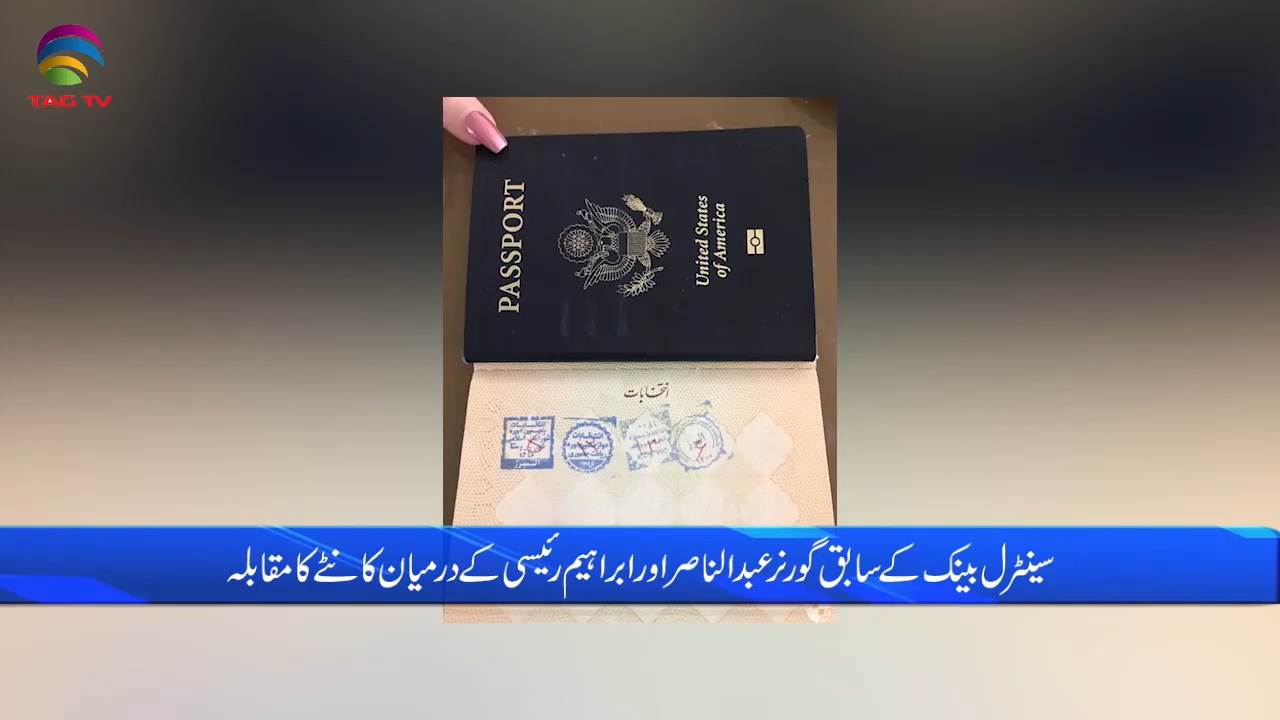 TAG TV
PASSPORT
United States
of America
انتخابات
سینٹرل بینک کے سابق گورنر عبدالناصر اور ابراہیم رئیسی کے درمیان کانٹے کا مقابلہ